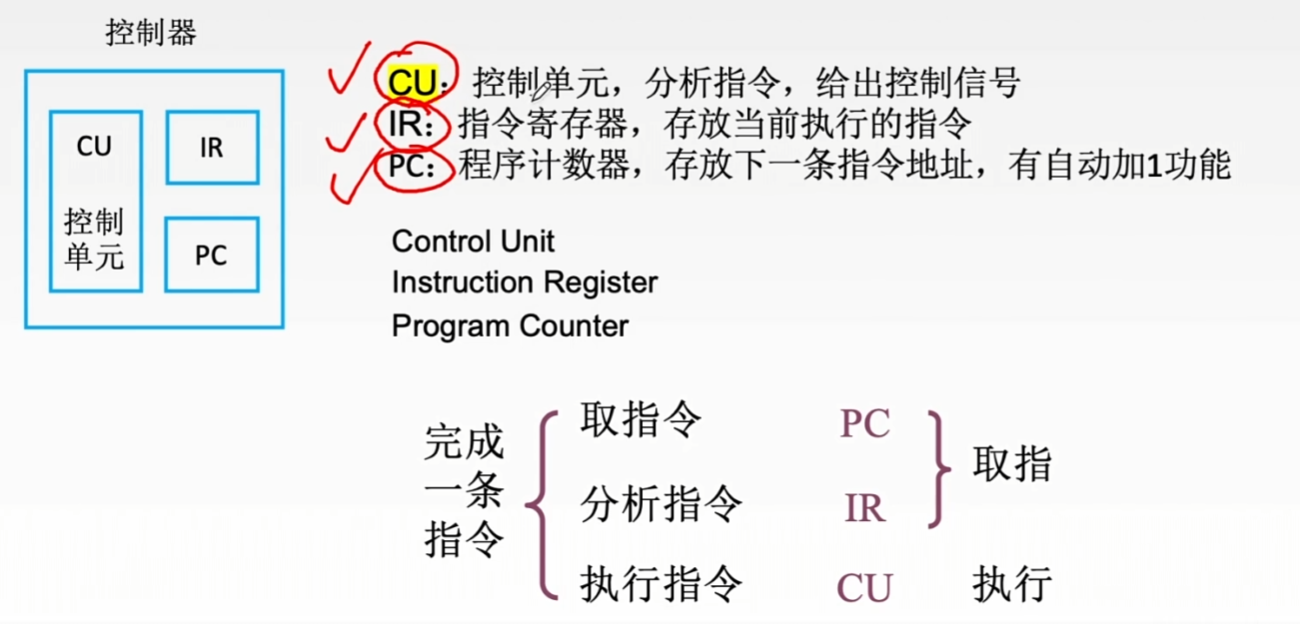 控制器
CU
控制
单元
IR
PC
CU：控制单元，分析指令，给出控制信号
IR：指令寄存器，存放当前执行的指令
PC：程序计数器，存放下一条指令地址，有自动加1功能
Control Unit
Instruction Register
Program Counter
完成
一条
指令
取指令 PC
分析指令 IR
取指
执行指令 CU 执行